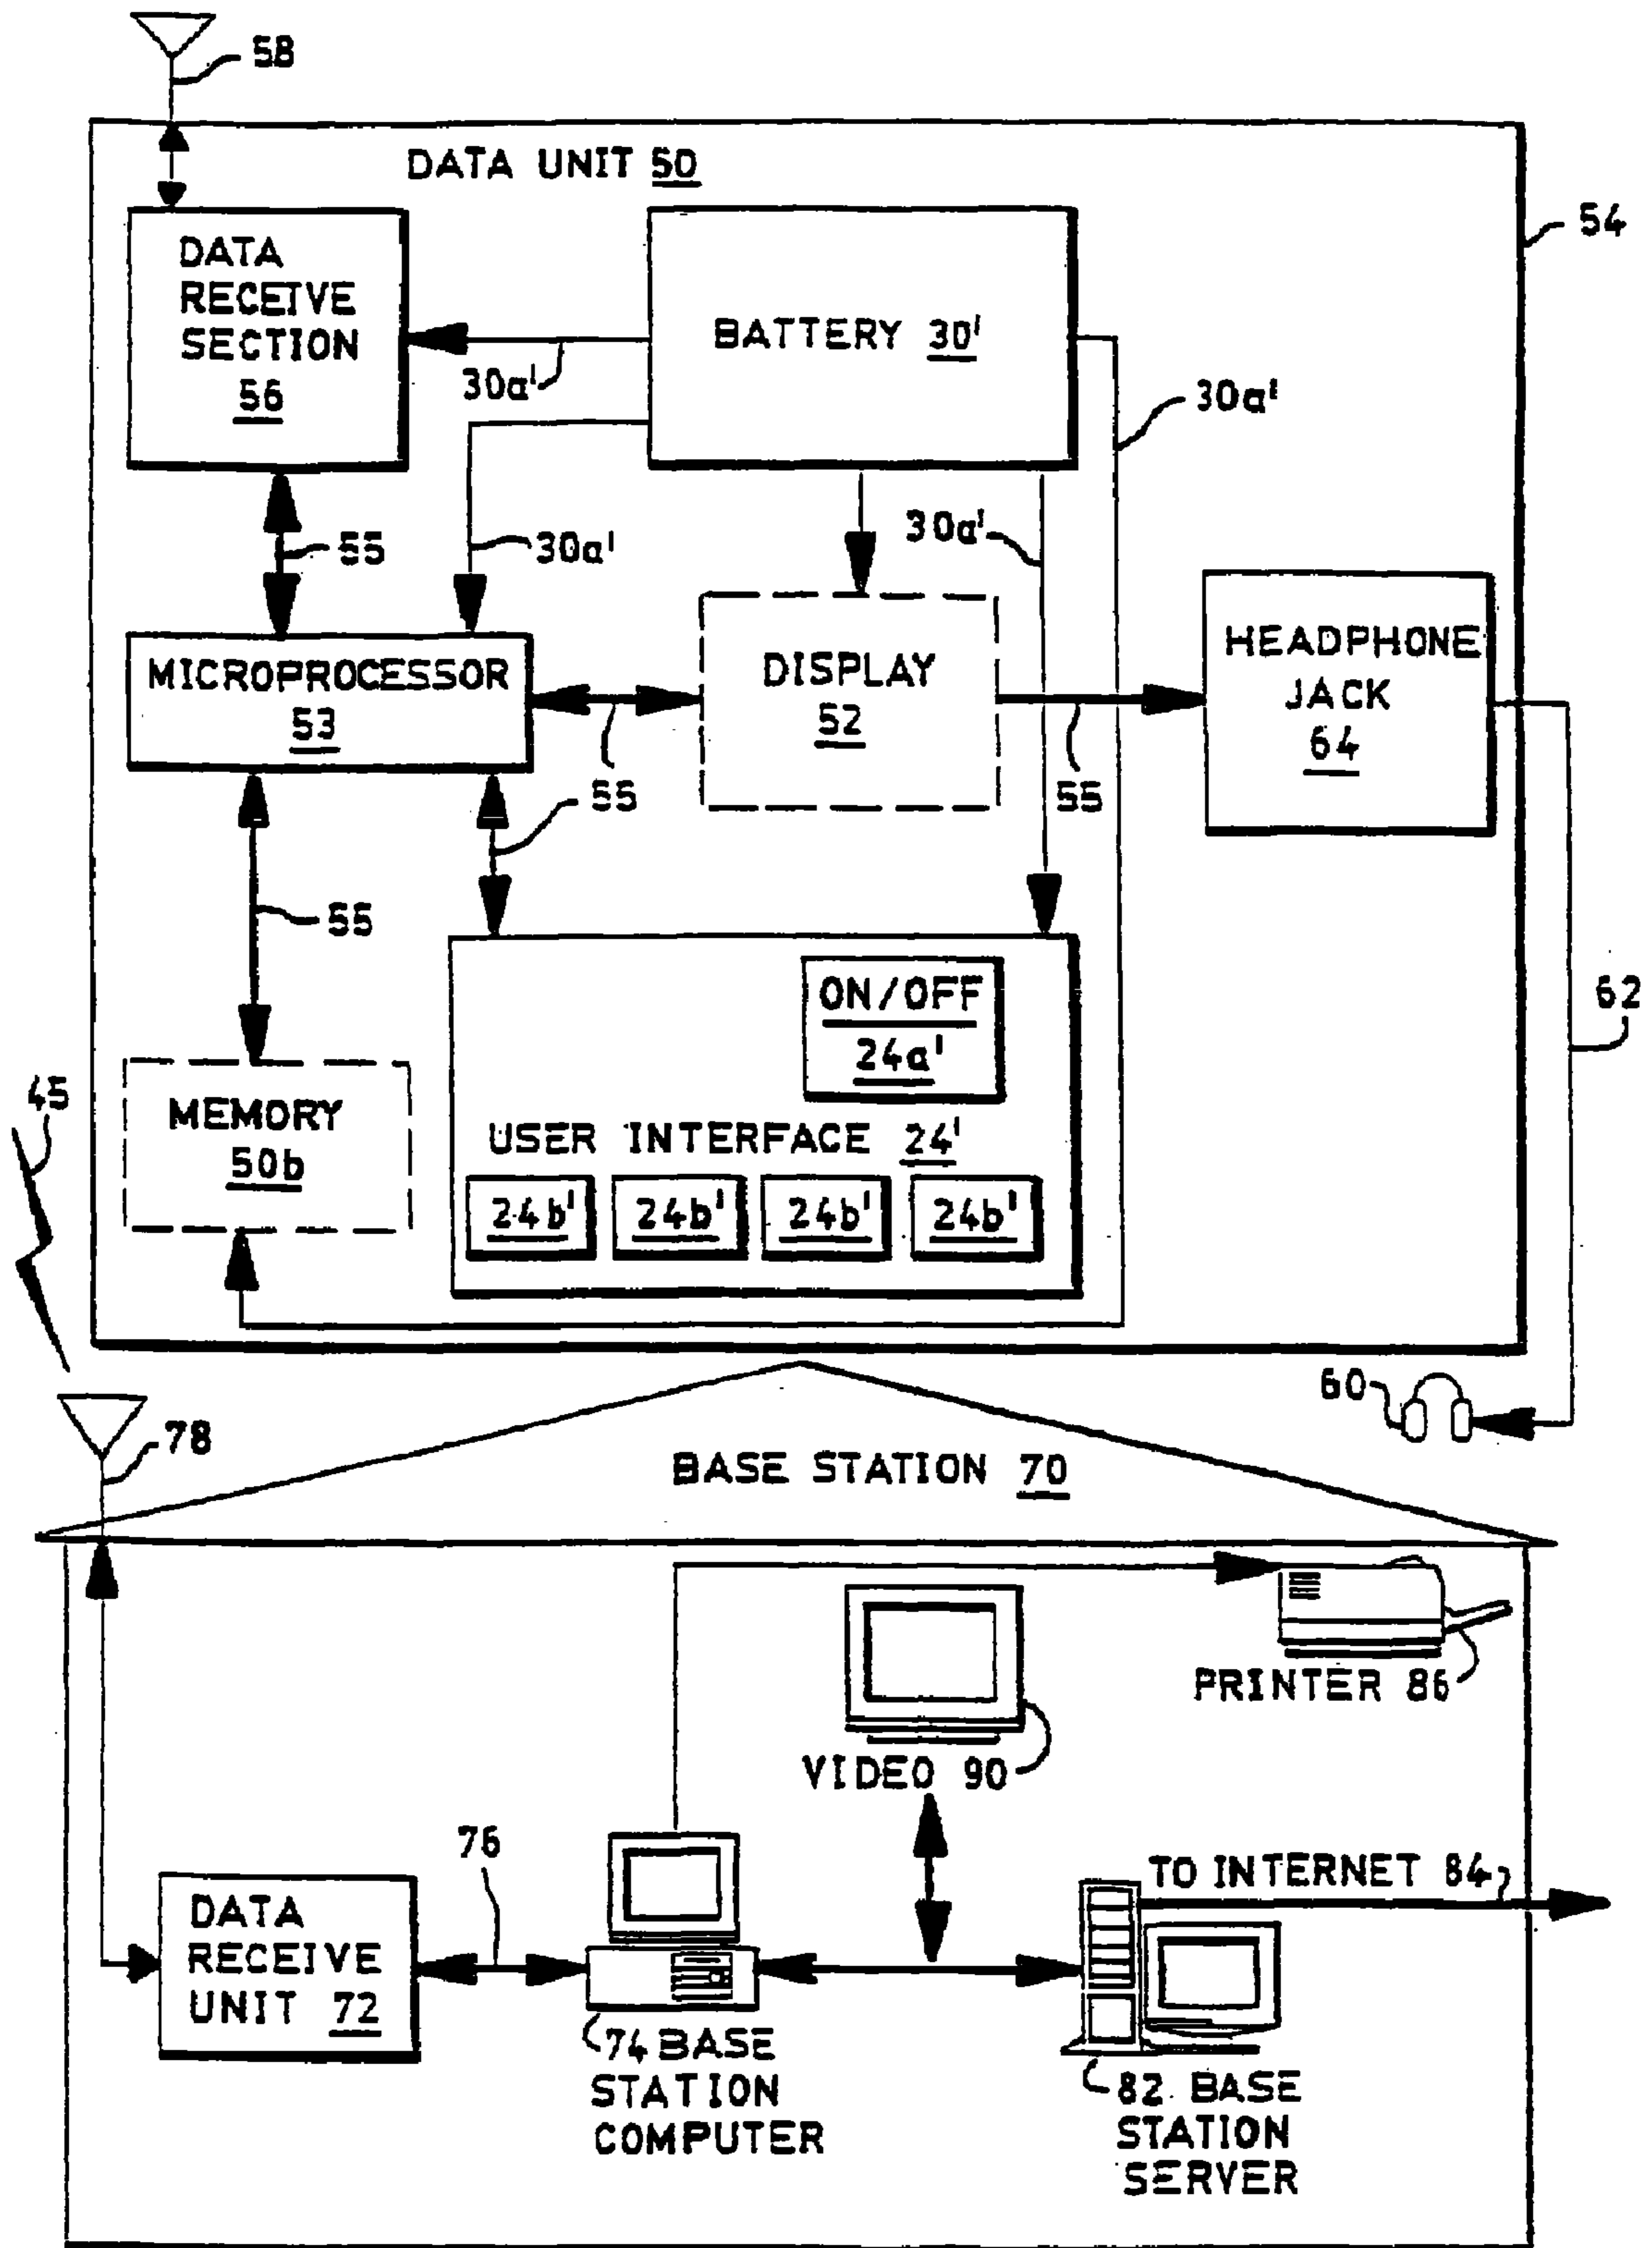 58
DATA UNIT 50
54
DATA
RECEIVE
SECTION
56
BATTERY 30'
30a'
30a'
55
30a'
30a'
MICROPROCESSOR
53
DISPLAY
52
HEADPHONE
JACK
64
55
55
55
ON/OFF
24a'
62
45
MEMORY
50b
USER INTERFACE 24'
24b' 24b' 24b' 24b'
60
78
BASE STATION 70
PRINTER 86
VIDEO 90
76
TO INTERNET 84
DATA
RECEIVE
UNIT 72
74 BASE
STATION
COMPUTER
82 BASE
STATION
SERVER